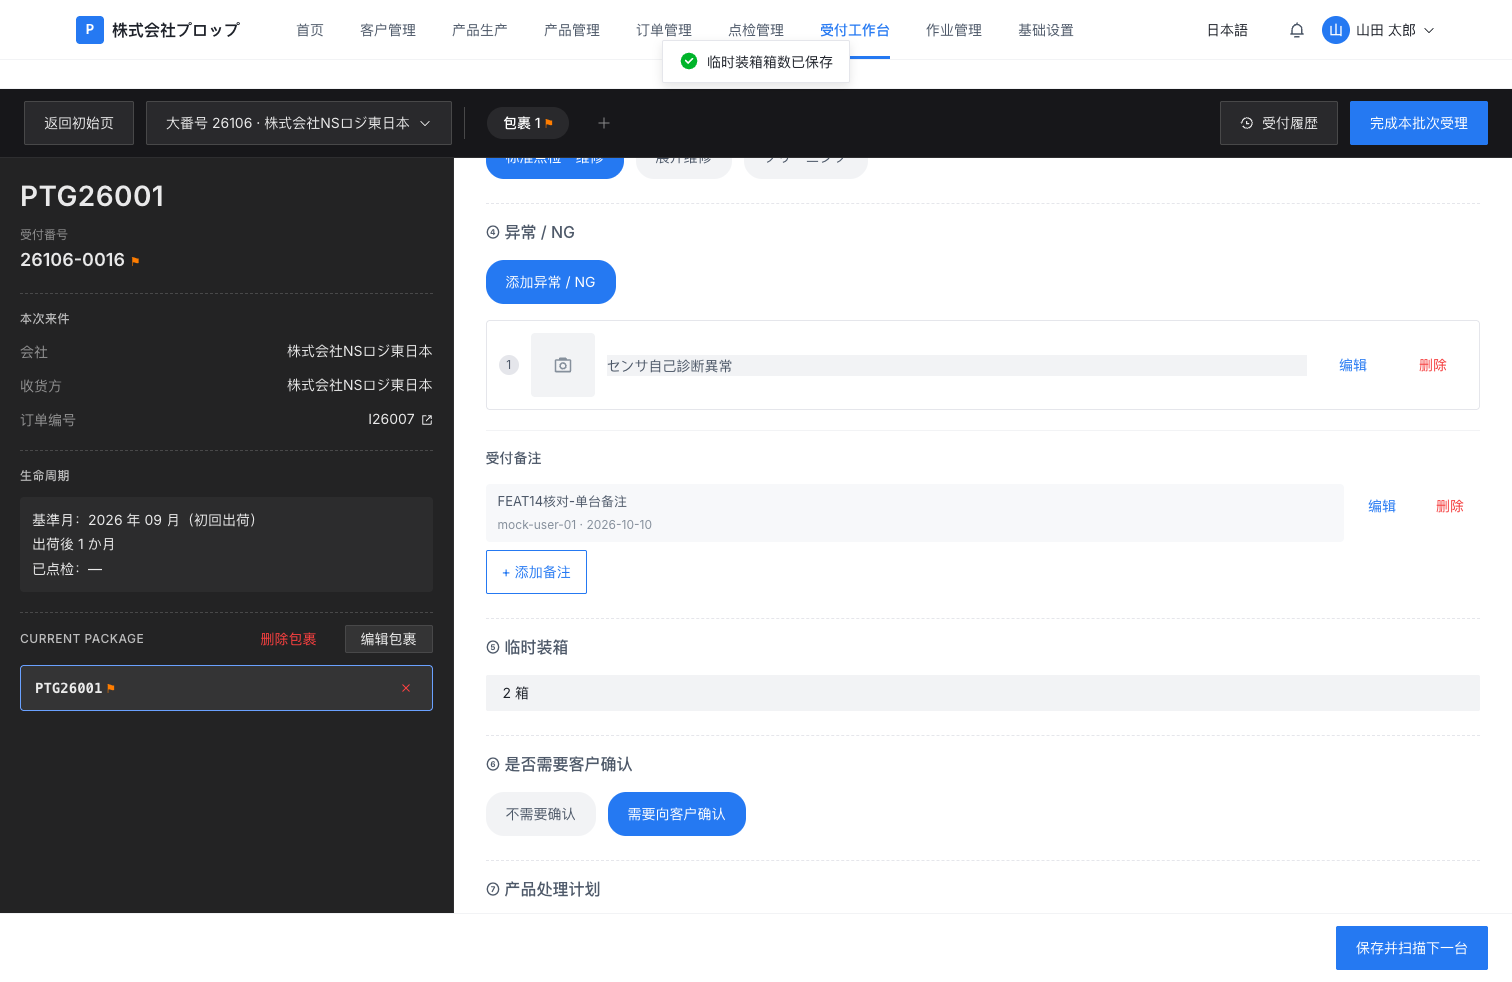 P 株式会社プロップ
首页 客户管理 产品生产 产品管理 订单管理 点检管理 受付工作台 作业管理 基础设置
日本語
山 山田 太郎
临时装箱箱数已保存
返回初始页
大番号 26106 · 株式会社NSロジ東日本
包裹 1
+
受付履歴
完成本批次受理
PTG26001
受付番号
26106-0016
本次来件
会社 株式会社NSロジ東日本
收货方 株式会社NSロジ東日本
订单编号 I26007
生命周期
基準月：2026 年 09 月（初回出荷）
出荷後 1 か月
已点检：—
CURRENT PACKAGE 删除包裹 编辑包裹
PTG26001
④ 异常 / NG
添加异常 / NG
1 センサ自己診断異常 编辑 删除
受付备注
FEAT14核对-单台备注
mock-user-01 · 2026-10-10
编辑 删除
+ 添加备注
⑤ 临时装箱
2 箱
⑥ 是否需要客户确认
不需要确认 需要向客户确认
⑦ 产品处理计划
保存并扫描下一台